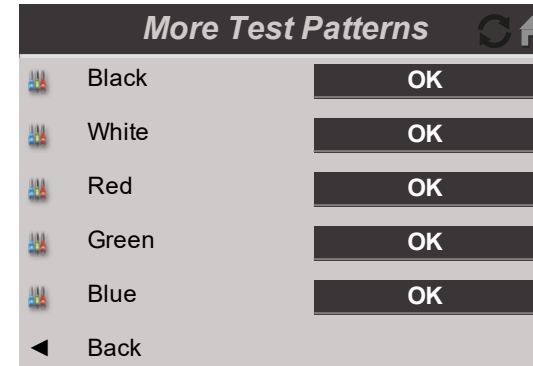 More Test Patterns
Black OK
White OK
Red OK
Green OK
Blue OK
Back